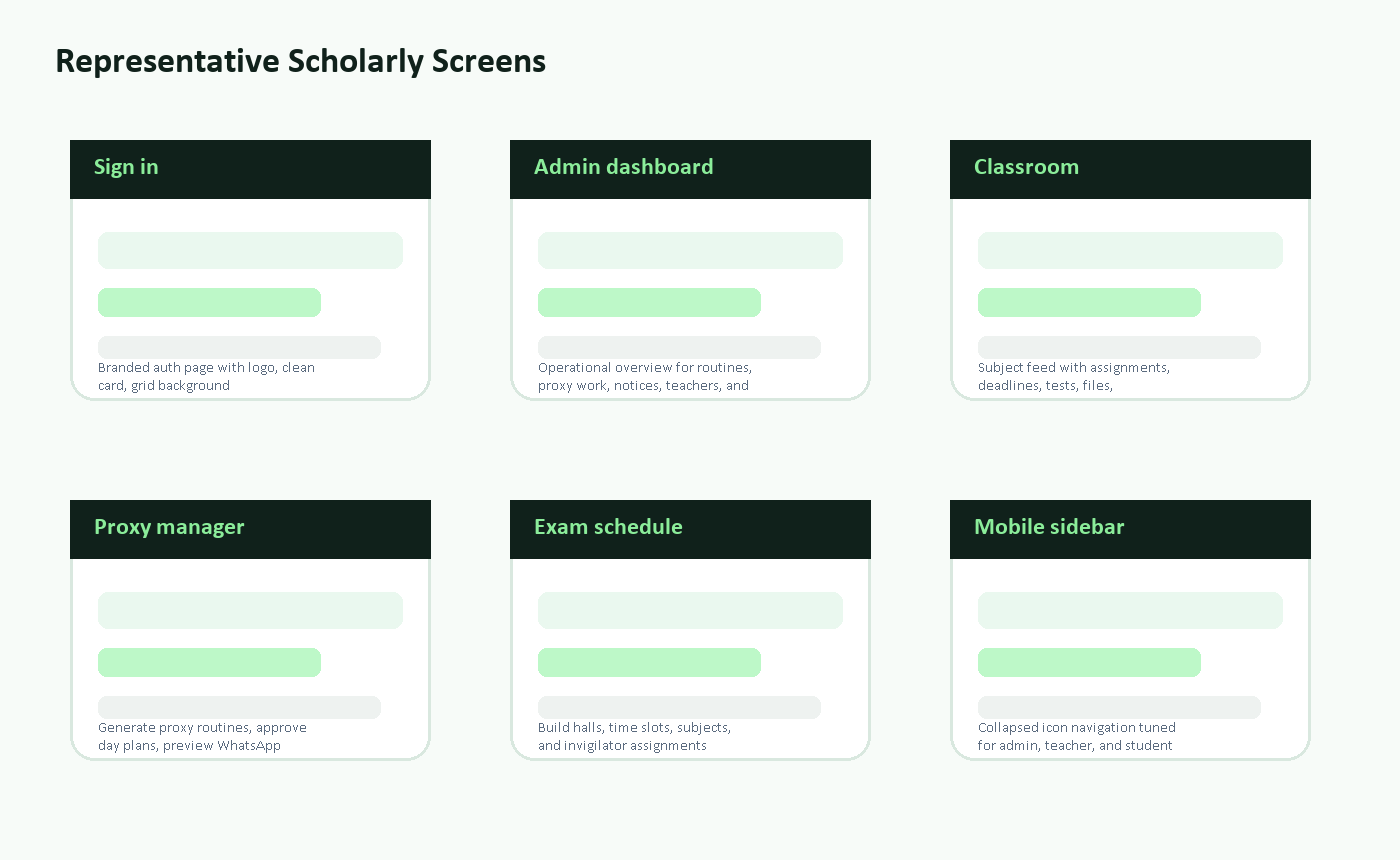 Representative Scholarly Screens
Sign in
Branded auth page with logo, clean
card, grid background
Admin dashboard
Operational overview for routines,
proxy work, notices, teachers, and
Classroom
Subject feed with assignments,
deadlines, tests, files,
Proxy manager
Generate proxy routines, approve
day plans, preview WhatsApp
Exam schedule
Build halls, time slots, subjects,
and invigilator assignments
Mobile sidebar
Collapsed icon navigation tuned
for admin, teacher, and student